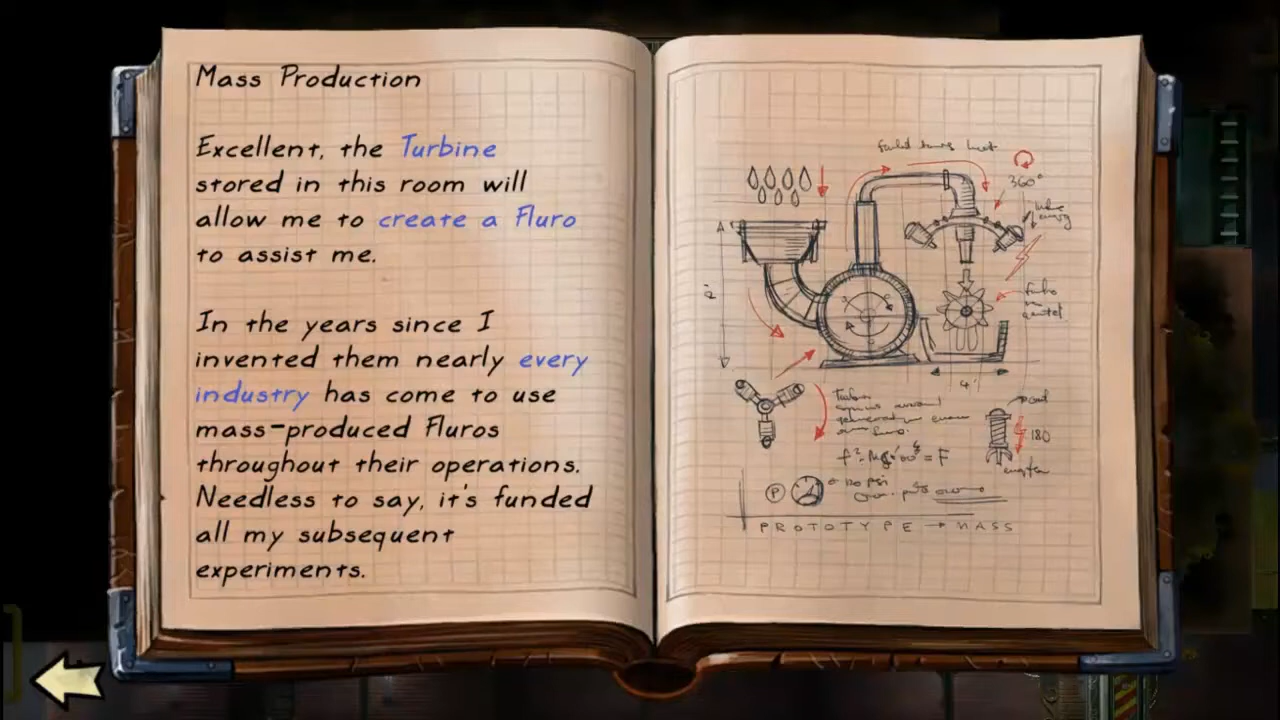 Mass Production
Excellent, the Turbine
stored in this room will
allow me to create a Fluro
to assist me.
In the years since I
invented them nearly every
industry has come to use
mass-produced Fluros
throughout their operations.
Needless to say, it's funded
all my subsequent
experiments.
360°
4'
180
P
PROTOTYPE → MASS